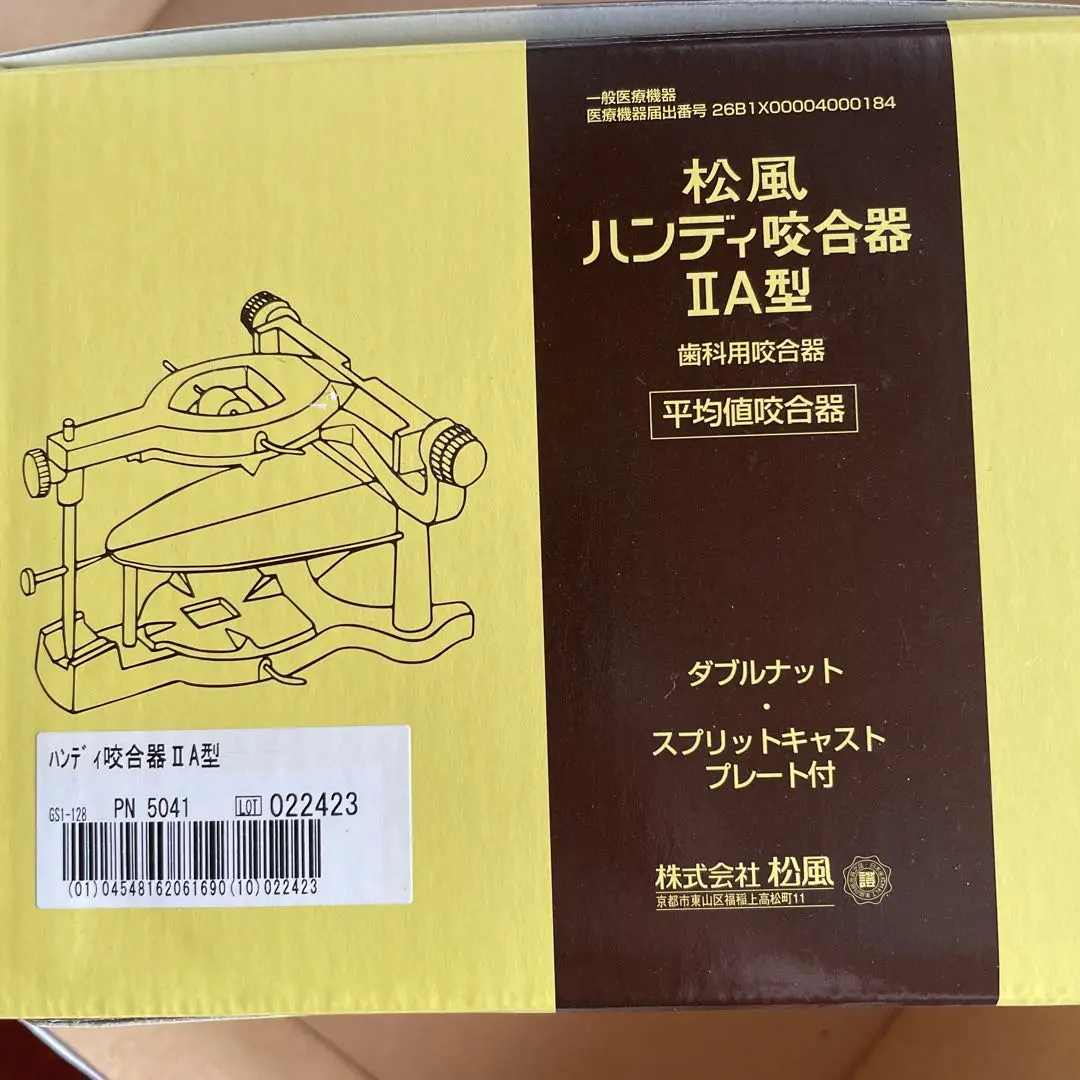 一般医療機器
医療機器届出番号 26B1X00004000184
松風
ハンディ咬合器
ⅡA型
歯科用咬合器
平均値咬合器
ダブルナット
・
スプリットキャスト
プレート付
株式会社 松風
京都市東山区福稲上高松町11
ﾊﾝﾃﾞｨ咬合器ⅡA型
GS1-128 PN 5041 LOT 022423
(01)04548162061690(10)022423